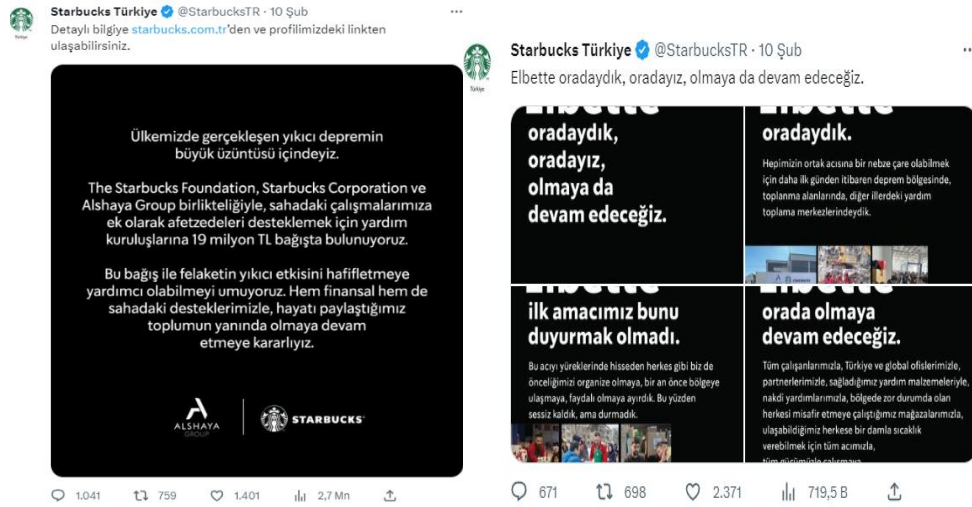 Starbucks Türkiye @StarbucksTR · 10 Şub
Detaylı bilgiye starbucks.com.tr'den ve profilimizdeki linkten
ulaşabilirsiniz.
Ülkemizde gerçekleşen yıkıcı depremin
büyük üzüntüsü içindeyiz.
The Starbucks Foundation, Starbucks Corporation ve
Alshaya Group birlikteliğiyle, sahadaki çalışmalarımıza
ek olarak afetzedeleri desteklemek için yardım
kuruluşlarına 19 milyon TL bağışta bulunuyoruz.
Bu bağış ile felaketin yıkıcı etkisini hafifletmeye
yardımcı olabilmeyi umuyoruz. Hem finansal hem de
sahadaki desteklerimizle, hayatı paylaştığımız
toplumun yanında olmaya devam
etmeye kararlıyız.
ALSHAYA
GROUP
STARBUCKS
1.041 759 1.401 2,7 Mn
Türkiye
Starbucks Türkiye @StarbucksTR · 10 Şub
Türkiye
Elbette oradaydık, oradayız, olmaya da devam edeceğiz.
Elbette
oradaydık,
oradayız,
olmaya da
devam edeceğiz.
Elbette
oradaydık.
Hepimizin ortak acısına bir nebze çare olabilmek
için daha ilk günden itibaren deprem bölgesinde,
toplanma alanlarında, diğer illerdeki yardım
toplama merkezlerindeydik.
Elbette
ilk amacımız bunu
duyurmak olmadı.
Bu acıyı yüreklerinde hisseden herkes gibi biz de
önceliğimizi organize olmaya, bir an önce bölgeye
ulaşmaya, faydalı olmaya ayırdık. Bu yüzden
sessiz kaldık, ama durmadık.
Elbette
orada olmaya
devam edeceğiz.
Tüm çalışanlarımızla, Türkiye ve global ofislerimizle,
partnerlerimizle, sağladığımız yardım malzemeleriyle,
nakdi yardımlarımızla, bölgede zor durumda olan
herkesi misafir etmeye çalıştığımız mağazalarımızla,
ulaşabildiğimiz herkese bir damla sıcaklık
verebilmek için tüm acımızla,
tüm gücümüzle çalışmaya
671 698 2.371 719,5 B